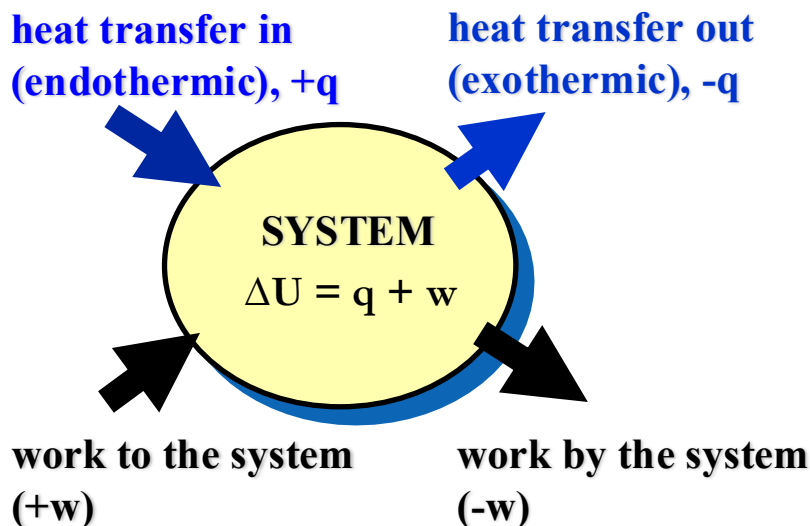 heat transfer in
(endothermic), +q
heat transfer out
(exothermic), -q
SYSTEM
ΔU = q + w
work to the system
(+w)
work by the system
(-w)